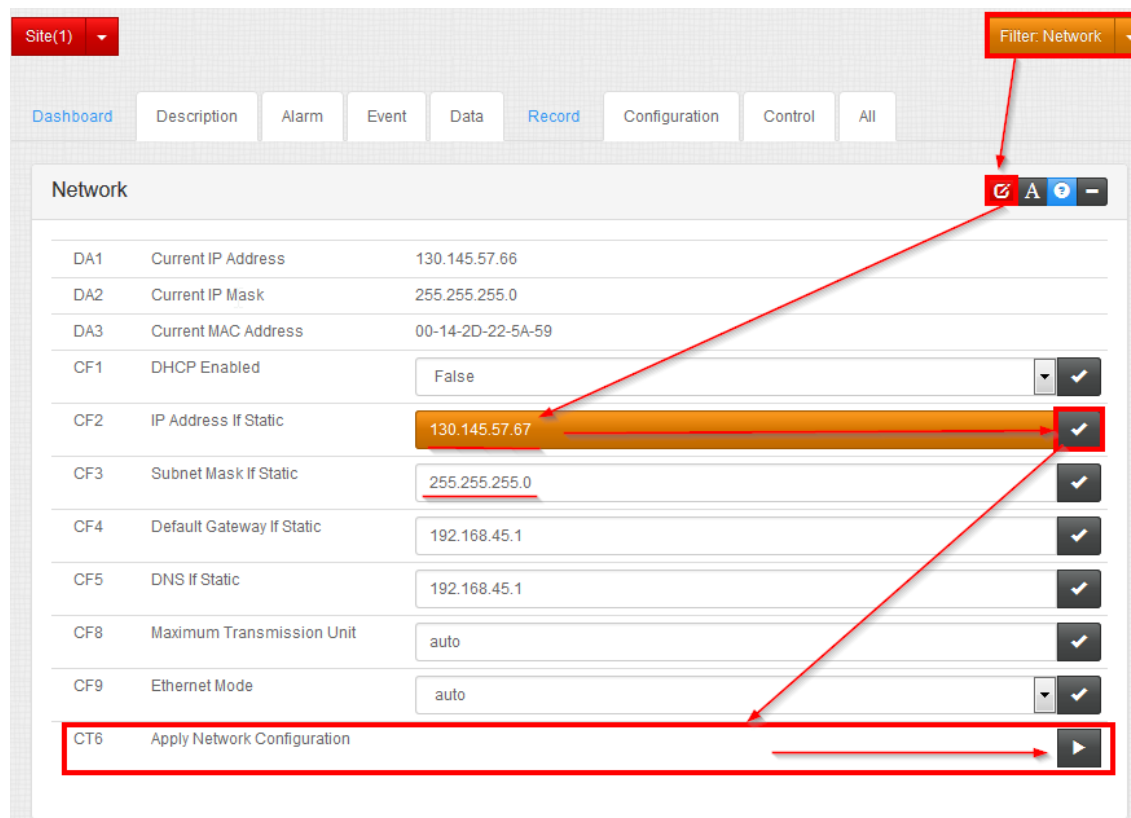 Site(1)
Filter: Network
Dashboard Description Alarm Event Data Record Configuration Control All
Network
A ?
DA1 Current IP Address 130.145.57.66
DA2 Current IP Mask 255.255.255.0
DA3 Current MAC Address 00-14-2D-22-5A-59
CF1 DHCP Enabled False
CF2 IP Address If Static 130.145.57.67
CF3 Subnet Mask If Static 255.255.255.0
CF4 Default Gateway If Static 192.168.45.1
CF5 DNS If Static 192.168.45.1
CF8 Maximum Transmission Unit auto
CF9 Ethernet Mode auto
CT6 Apply Network Configuration